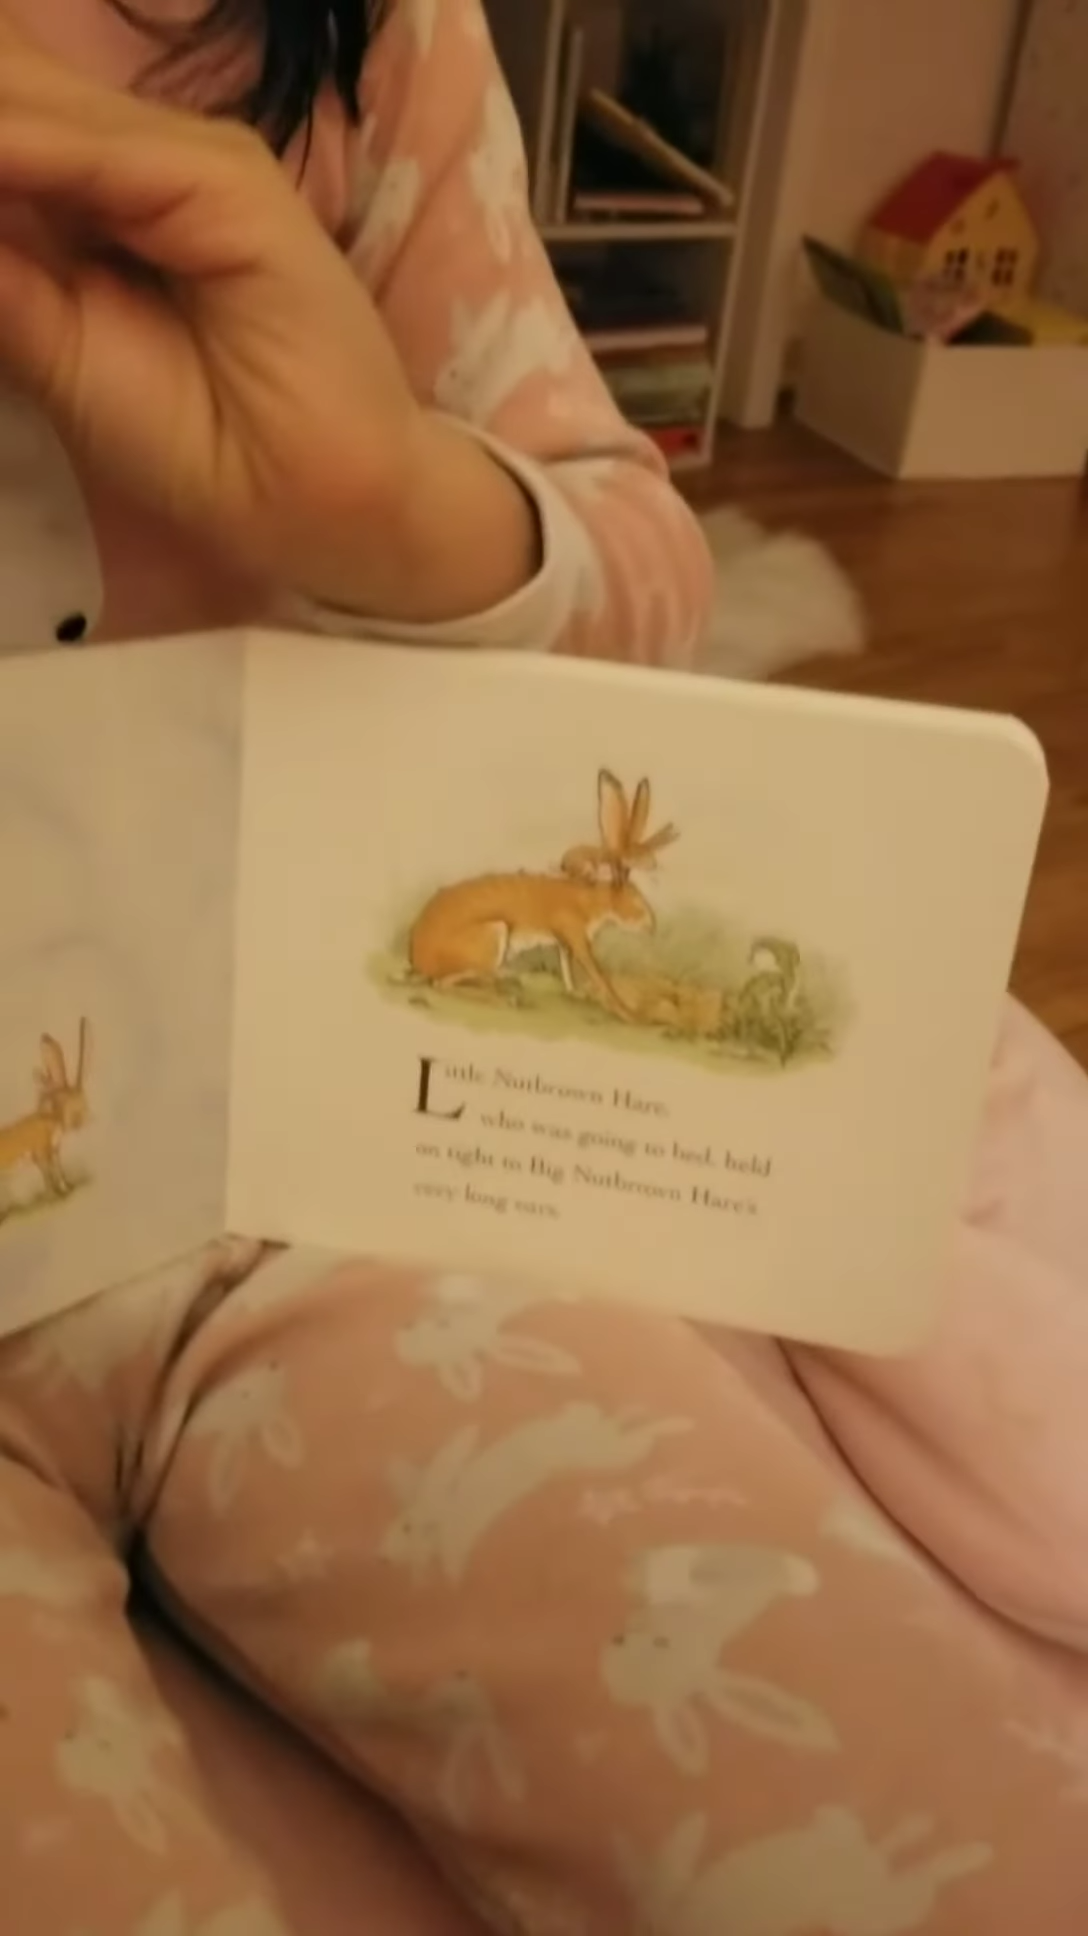 Little Nutbrown Hare,
who was going to bed, held
on tight to Big Nutbrown Hare's
very long ears.